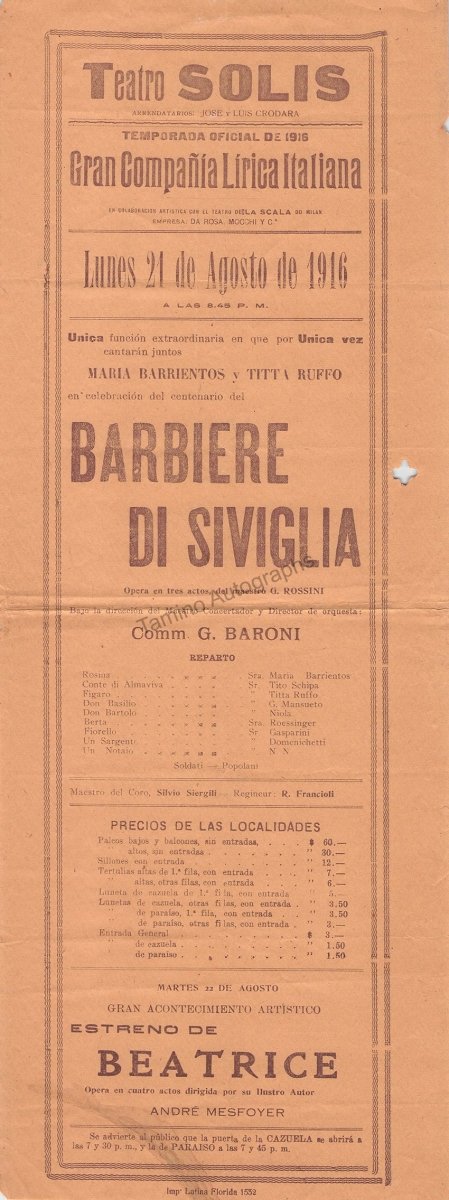 Teatro SOLIS
ARRENDATARIOS: JOSE Y LUIS CRODARA
TEMPORADA OFICIAL DE 1916
Gran Compañía Lírica Italiana
EN COLABORACION ARTISTICA CON EL TEATRO DE LA SCALA DE MILAN
EMPRESA: DA ROSA, MOCCHI Y Cª
Lunes 21 de Agosto de 1916
A LAS 8.45 P. M.
Unica función extraordinaria en que por Unica vez
cantarán juntos
MARIA BARRIENTOS y TITTA RUFFO
en celebración del centenario del
BARBIERE
DI SIVIGLIA
Opera en tres actos, del maestro G. ROSSINI
Tamino Autographs
Bajo la dirección del Maestro Concertador y Director de orquesta:
Comm G. BARONI
REPARTO
Rosina . . . . . Sra. Maria Barrientos
Conte di Almaviva . . . . . Sr Tito Schipa
Figaro . . . . . " Titta Ruffo
Don Basilio . . . . . " G. Mansueto
Don Bartolo . . . . . " Niola
Berta . . . . . Sra. Roessinger
Fiorello . . . . . Sr Gasparini
Un Sargento . . . . . " Domenichetti
Un Notaio . . . . . " N. N.
Soldati — Popolani
Maestro del Coro, Silvio Siergili — Regineur: R. Francioli
PRECIOS DE LAS LOCALIDADES
Palcos bajos y balcones, sin entradas, . . . $ 60.—
" altos, sin entradas . . . . " 30.—
Sillones con entrada . . . . " 12.—
Tertulias altas de 1.ª fila, con entrada . . . " 7.—
" altas, otras filas, con entrada . . . " 6.—
Luneta de cazuela de 1.ª fila, con entrada . . " 5.—
Lunetas de cazuela, otras filas, con entrada . " 3.50
" de paraiso, 1.ª fila, con entrada . . " 3.50
" de paraiso, otras filas, con entrada . . " 3.—
Entrada General . . . . $ 3.—
" de cazuela . . . . " 1.50
" de paraiso . . . . " 1.50
MARTES 22 DE AGOSTO
GRAN ACONTECIMIENTO ARTÍSTICO
ESTRENO DE
BEATRICE
Opera en cuatro actos dirigida por su Ilustro Autor
ANDRÉ MESFOYER
Se advierte al público que la puerta de la CAZUELA se abrirá a
las 7 y 30 p. m., y la de PARAISO a las 7 y 45 p. m.
Impª Latina Florida 1532